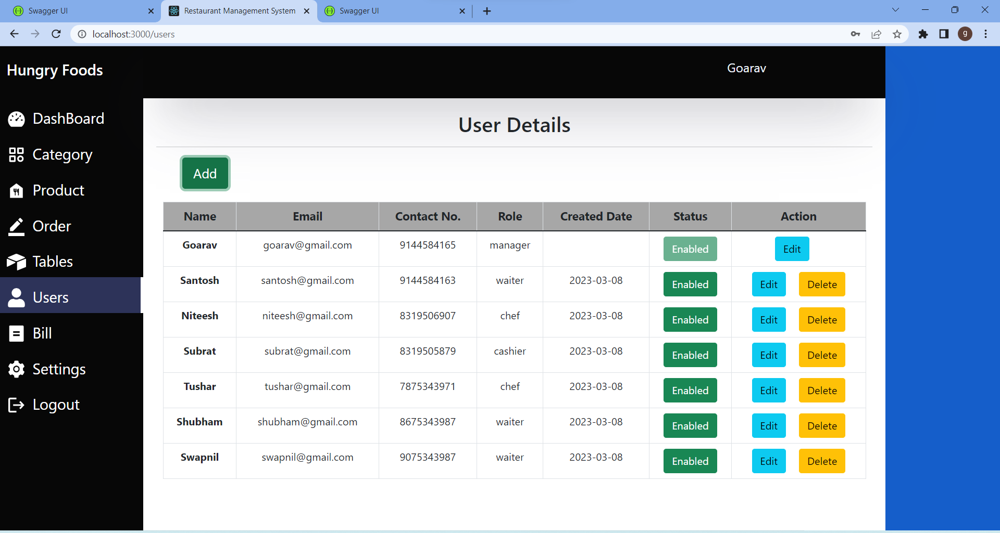 Swagger UI
Restaurant Management System
Swagger UI
localhost:3000/users
g
Hungry Foods
Goarav
DashBoard
Category
Product
Order
Tables
Users
Bill
Settings
Logout
User Details
Add
Name Email Contact No. Role Created Date Status Action
Goarav goarav@gmail.com 9144584165 manager Enabled Edit
Santosh santosh@gmail.com 9144584163 waiter 2023-03-08 Enabled Edit Delete
Niteesh niteesh@gmail.com 8319506907 chef 2023-03-08 Enabled Edit Delete
Subrat subrat@gmail.com 8319505879 cashier 2023-03-08 Enabled Edit Delete
Tushar tushar@gmail.com 7875343971 chef 2023-03-08 Enabled Edit Delete
Shubham shubham@gmail.com 8675343987 waiter 2023-03-08 Enabled Edit Delete
Swapnil swapnil@gmail.com 9075343987 waiter 2023-03-08 Enabled Edit Delete